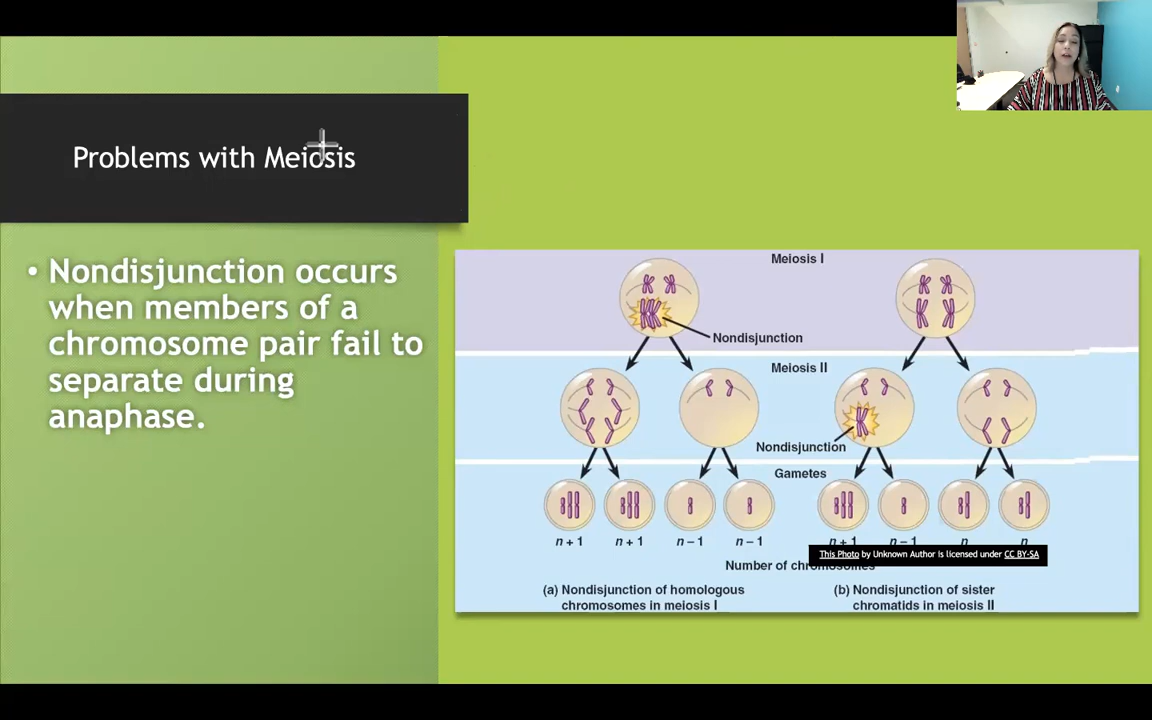 Problems with Meiosis
• Nondisjunction occurs
when members of a
chromosome pair fail to
separate during
anaphase.
Meiosis I
Nondisjunction
Meiosis II
Nondisjunction
Gametes
n + 1 n + 1 n – 1 n – 1 n + 1 n – 1 n n
This Photo by Unknown Author is licensed under CC BY-SA
Number of chromosomes
(a) Nondisjunction of homologous
chromosomes in meiosis I
(b) Nondisjunction of sister
chromatids in meiosis II